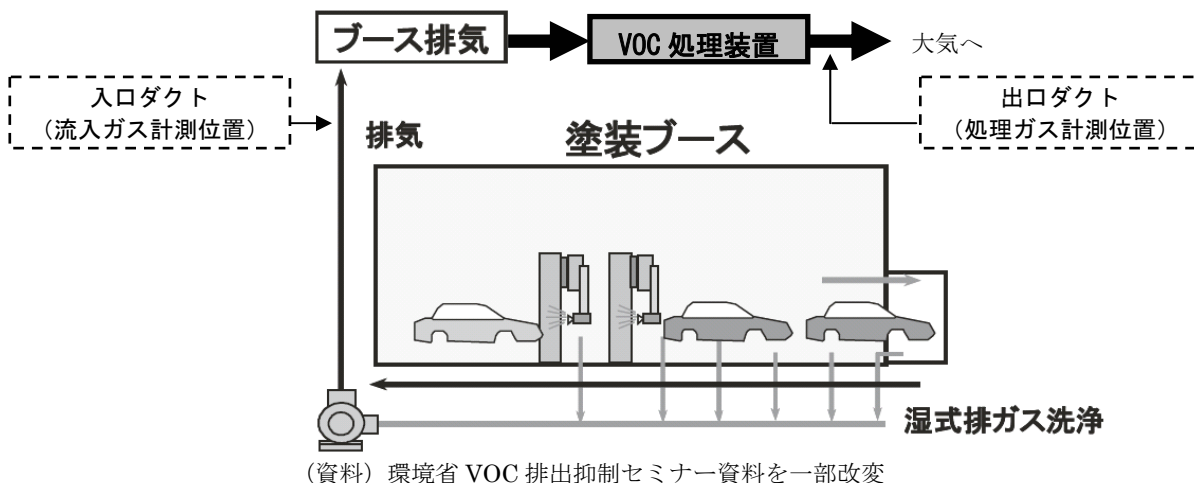 ブース排気
VOC 処理装置
大気へ
入口ダクト
(流入ガス計測位置)
出口ダクト
(処理ガス計測位置)
排気
塗装ブース
湿式排ガス洗浄
(資料)環境省 VOC 排出抑制セミナー資料を一部改変